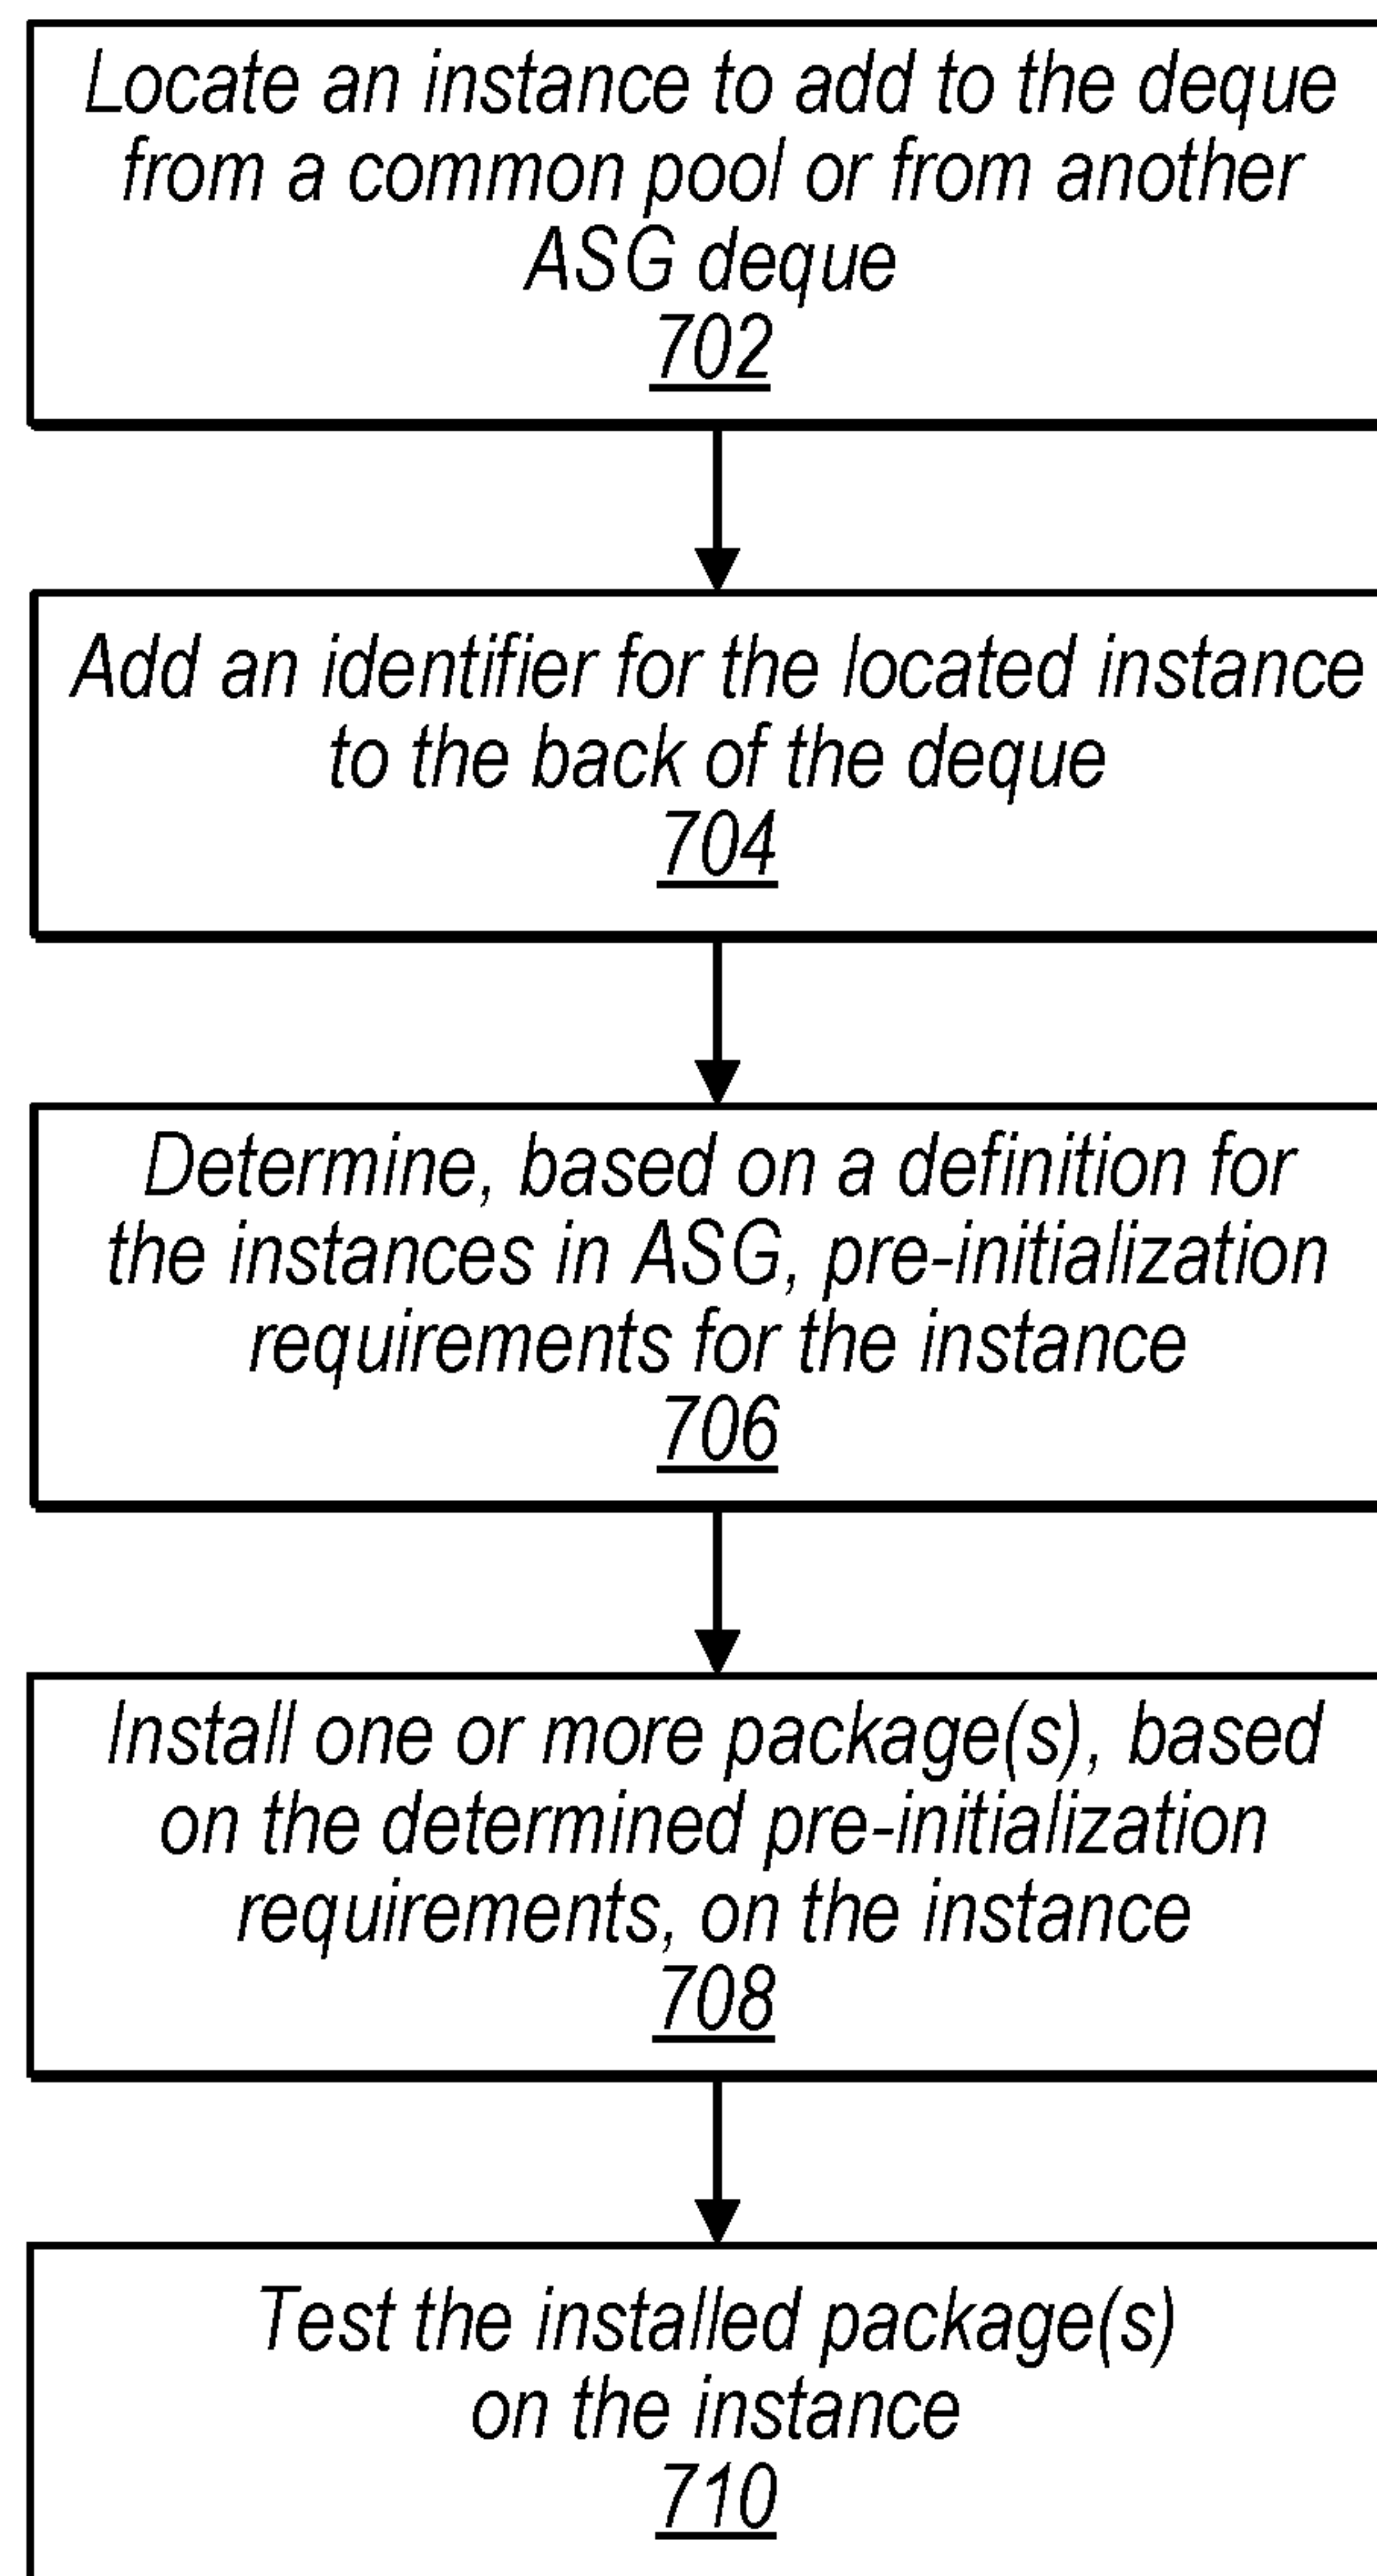 Locate an instance to add to the deque
from a common pool or from another
ASG deque
702
Add an identifier for the located instance
to the back of the deque
704
Determine, based on a definition for
the instances in ASG, pre-initialization
requirements for the instance
706
Install one or more package(s), based
on the determined pre-initialization
requirements, on the instance
708
Test the installed package(s)
on the instance
710